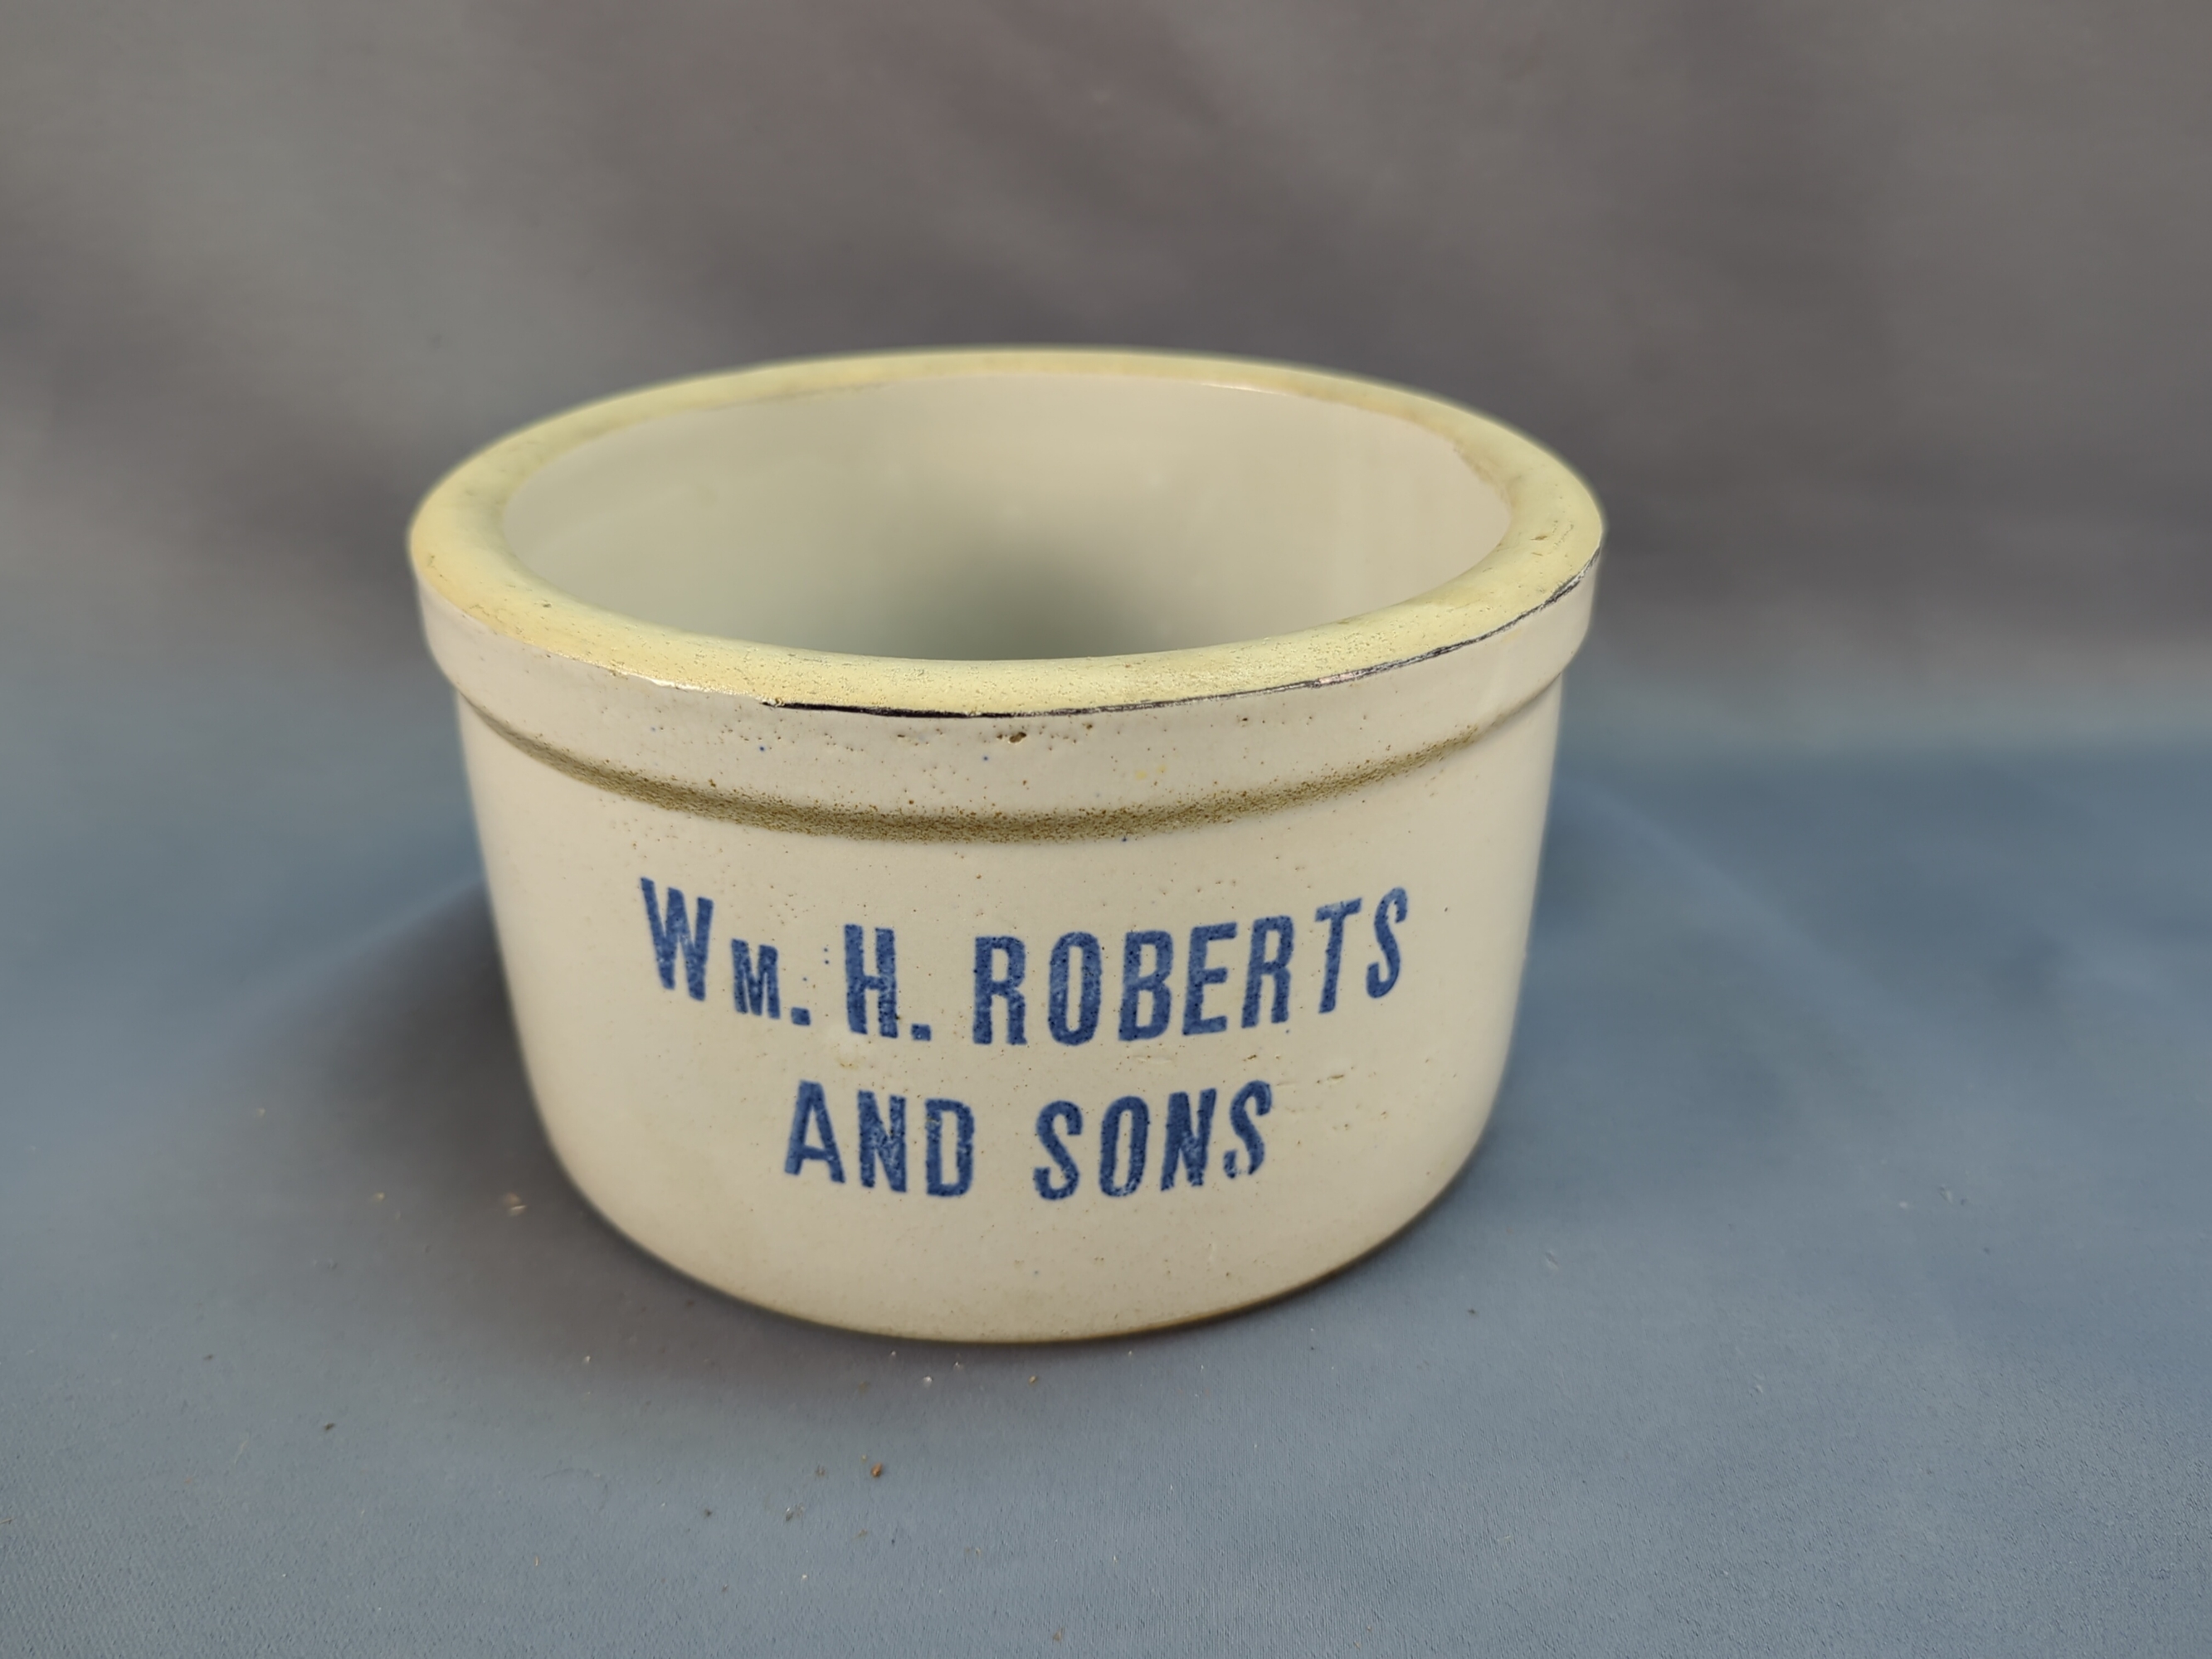 WM. H. ROBERTS
AND SONS